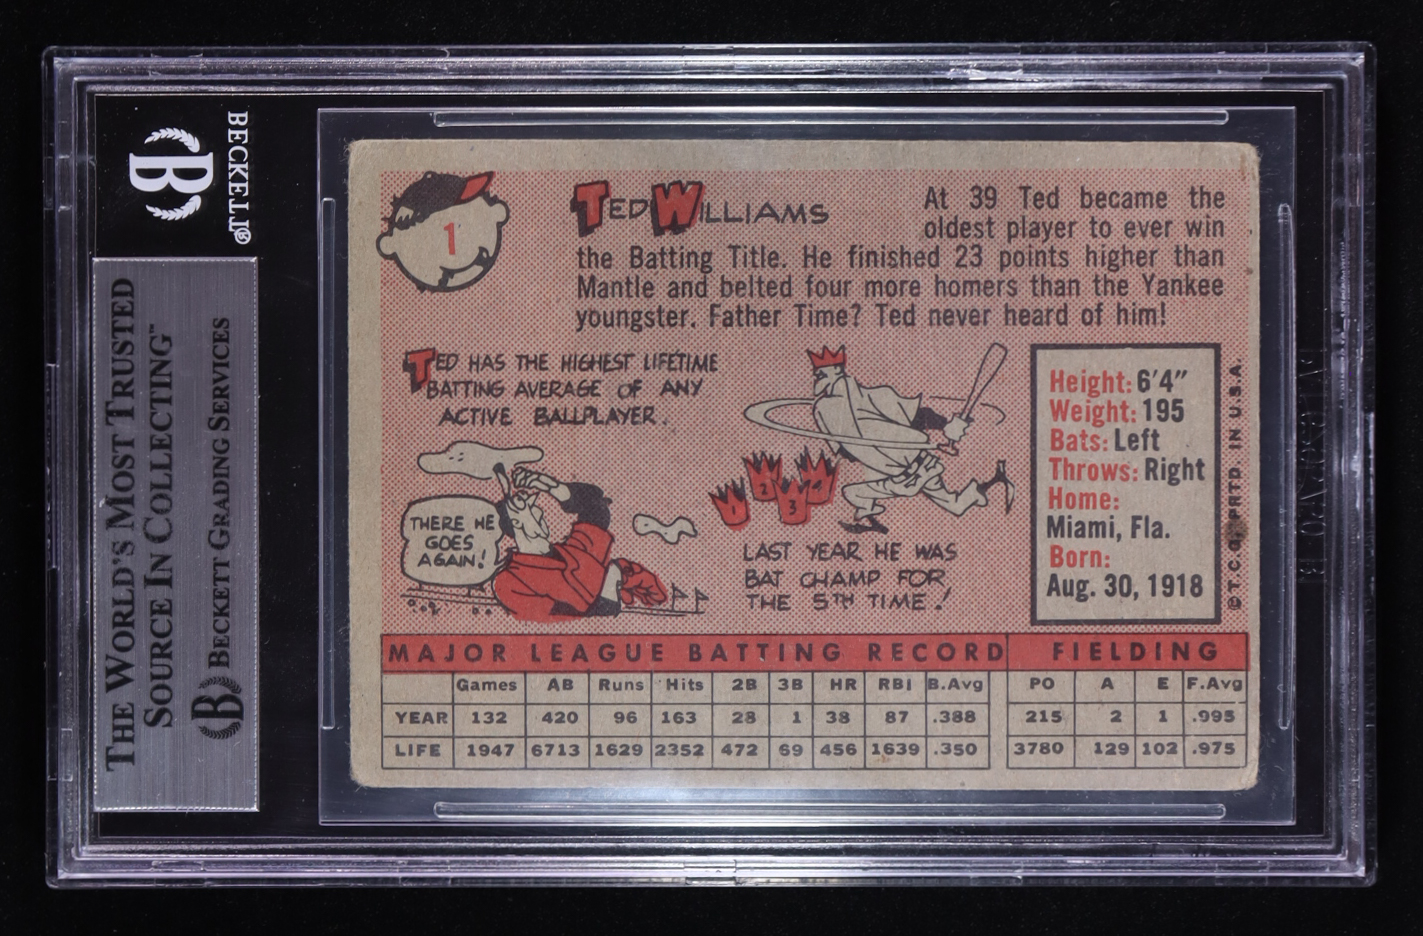 BECKETT®
B
THE WORLD'S MOST TRUSTED
SOURCE IN COLLECTING™
B BECKETT GRADING SERVICES
1
TED WILLIAMS
At 39 Ted became the
oldest player to ever win
the Batting Title. He finished 23 points higher than
Mantle and belted four more homers than the Yankee
youngster. Father Time? Ted never heard of him!
TED HAS THE HIGHEST LIFETIME
BATTING AVERAGE OF ANY
ACTIVE BALLPLAYER.
THERE HE
GOES
AGAIN!
1 2 3 4
LAST YEAR HE WAS
BAT CHAMP FOR
THE 5TH TIME!
Height: 6'4"
Weight: 195
Bats: Left
Throws: Right
Home:
Miami, Fla.
Born:
Aug. 30, 1918
© T.C.G. PRTD IN U.S.A.
MAJOR LEAGUE BATTING RECORD FIELDING
Games AB Runs Hits 2B 3B HR RBI B.Avg PO A E F.Avg
YEAR 132 420 96 163 28 1 38 87 .388 215 2 1 .995
LIFE 1947 6713 1629 2352 472 69 456 1639 .350 3780 129 102 .975